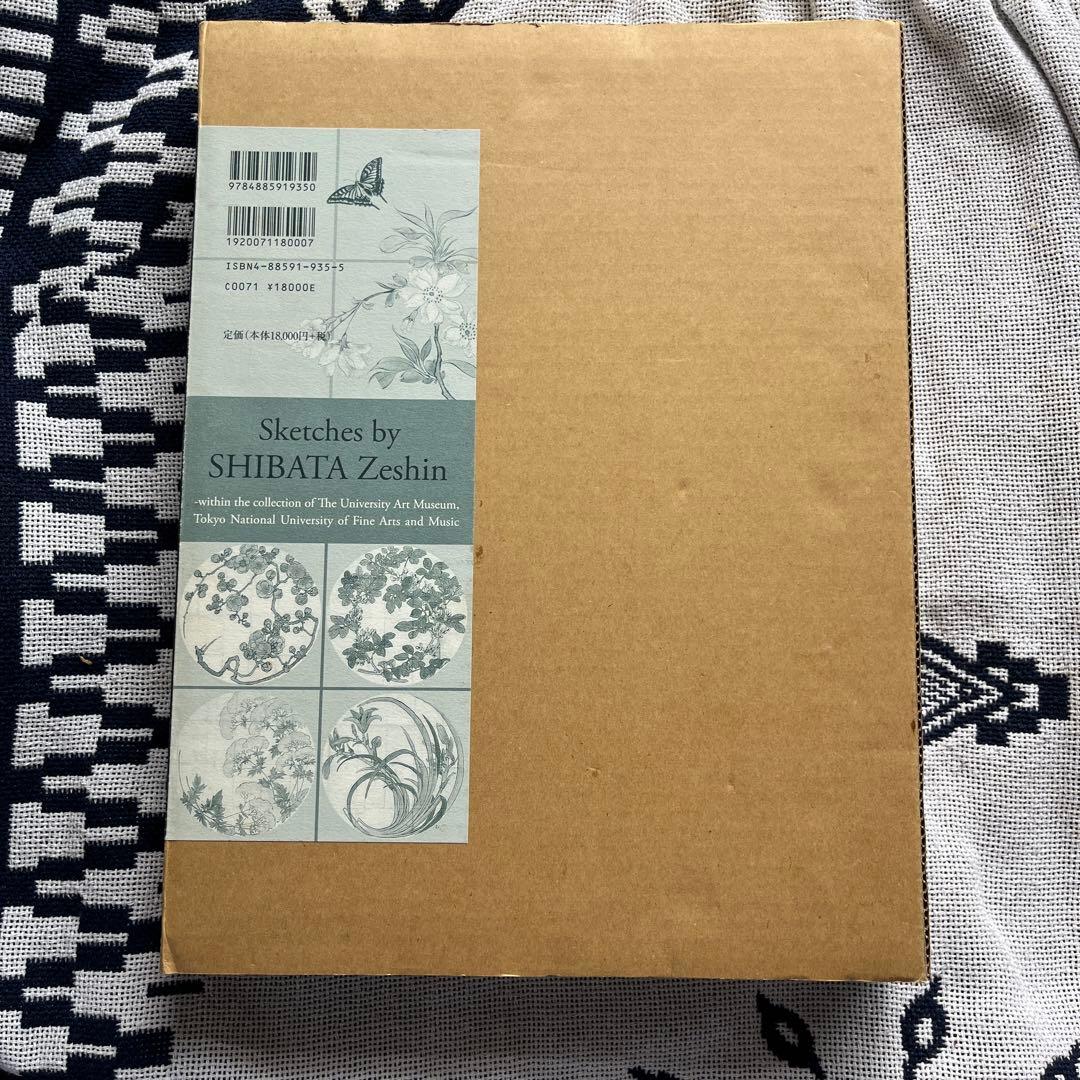 9784885919350
1920071180007
ISBN4-88591-935-5
C0071 ¥18000E
定価(本体18,000円+税)
Sketches by
SHIBATA Zeshin
-within the collection of The University Art Museum,
Tokyo National University of Fine Arts and Music